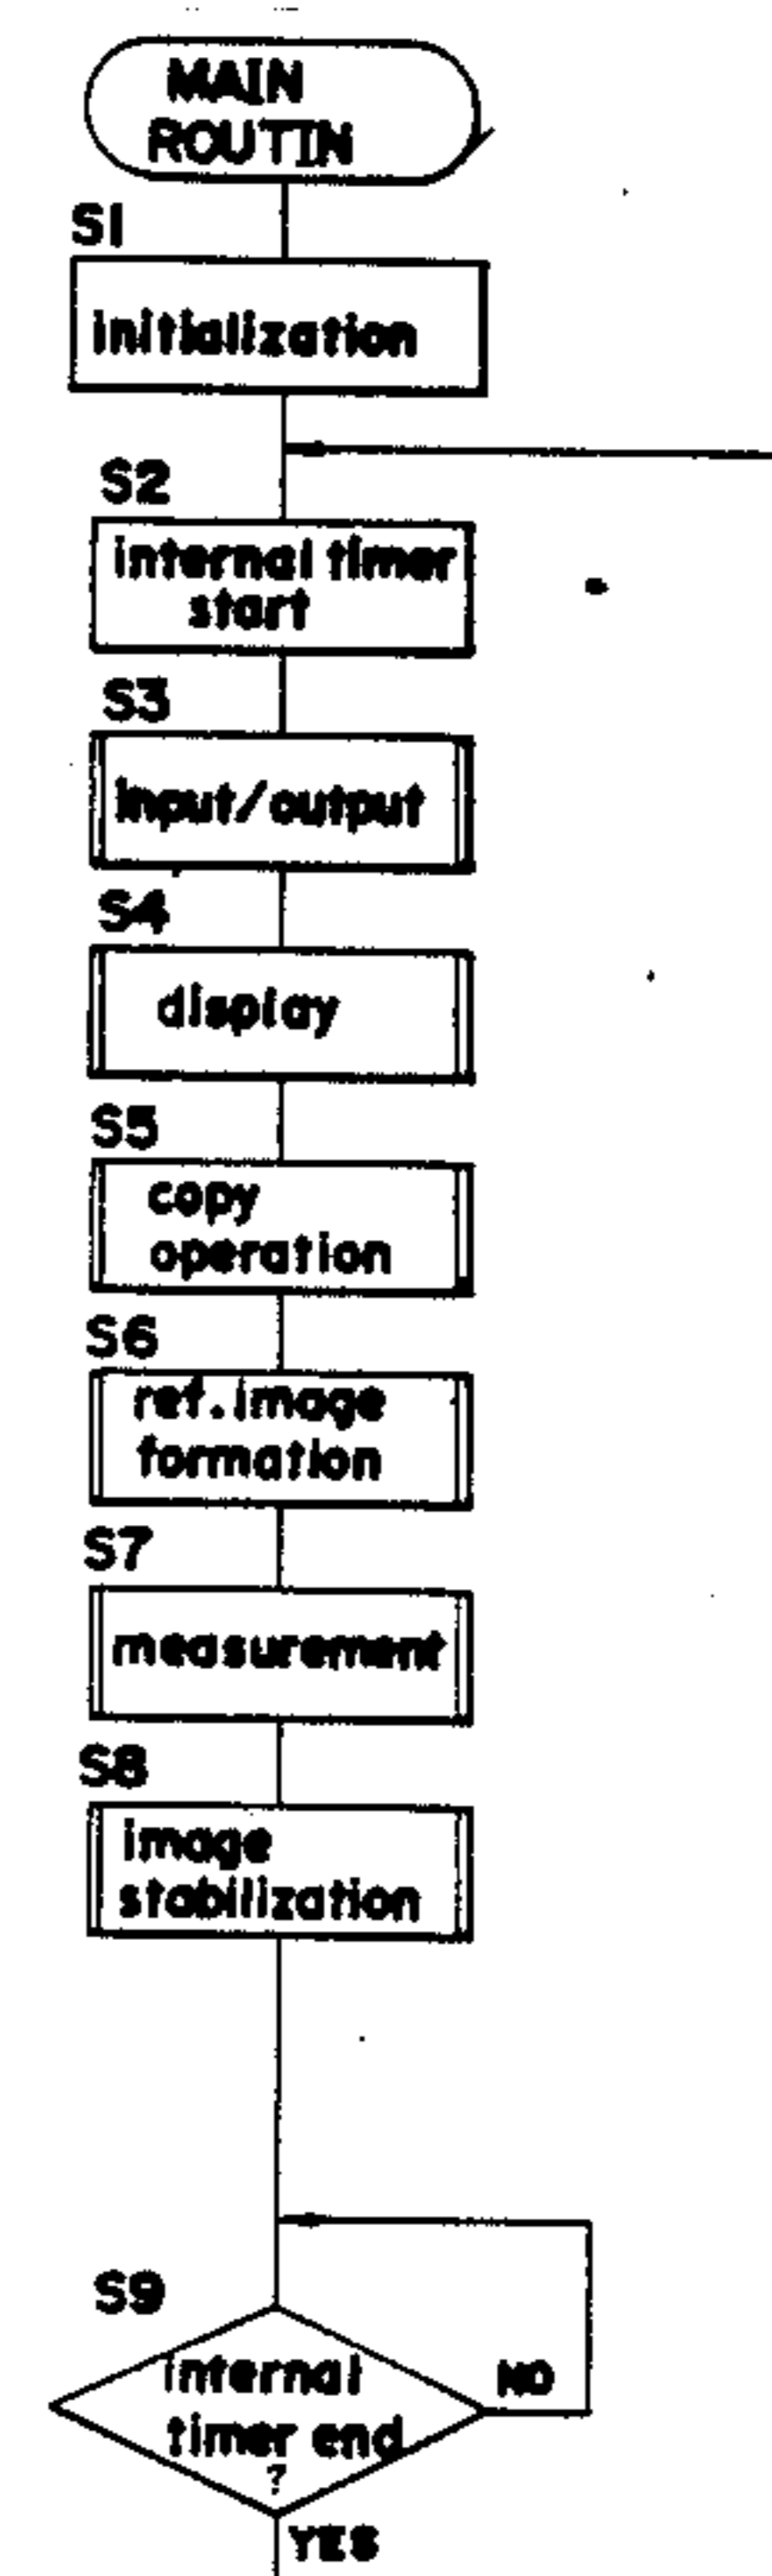 MAIN
ROUTIN
S1
initialization
S2
internal timer
start
S3
input/output
S4
display
S5
copy
operation
S6
ref.image
formation
S7
measurement
S8
image
stabilization
S9
internal
timer end
?
NO
YES